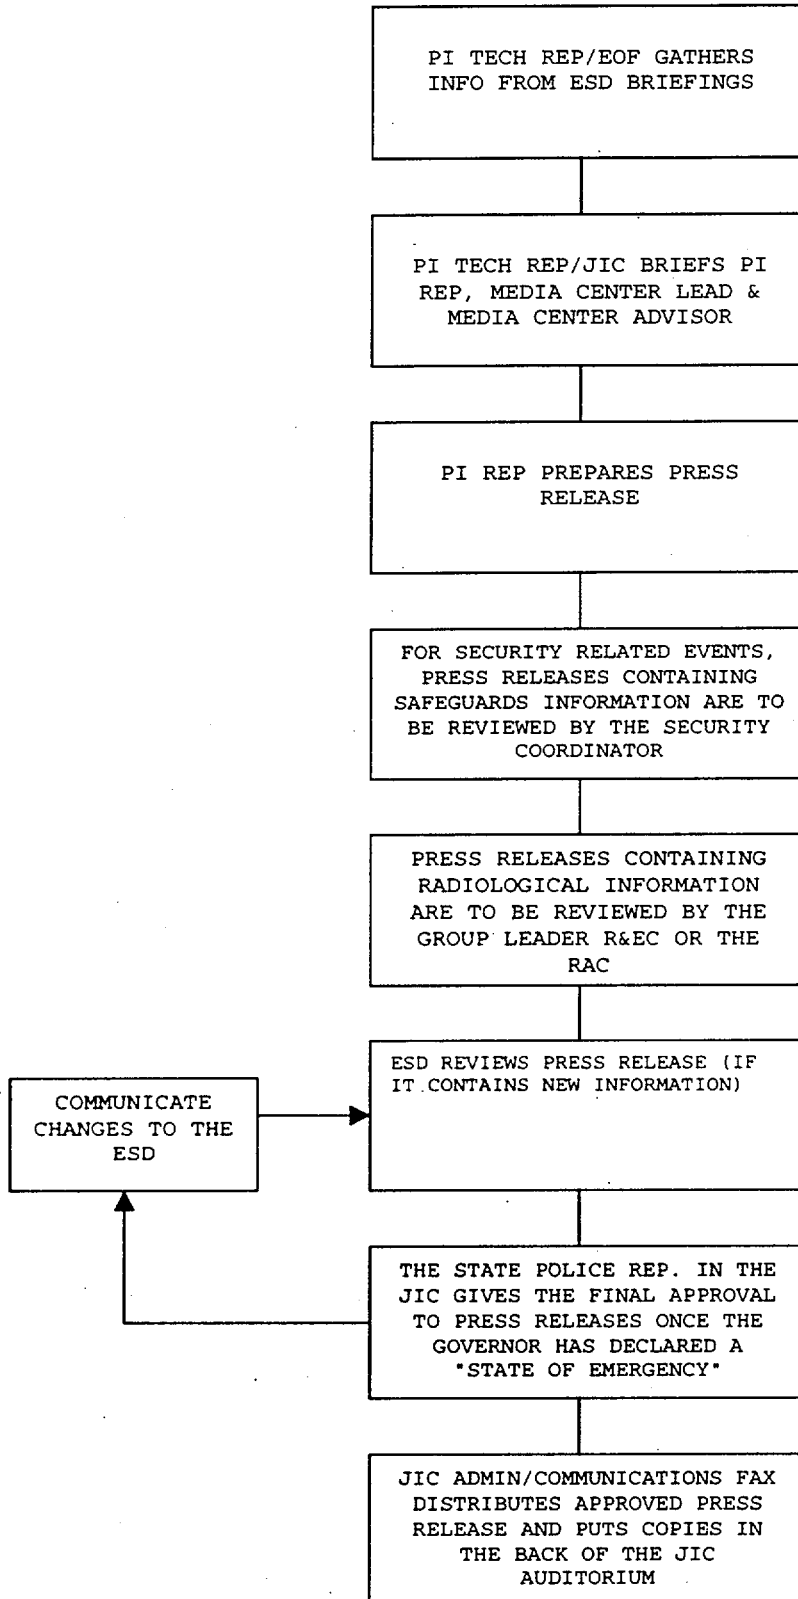 PI TECH REP/EOF GATHERS
INFO FROM ESD BRIEFINGS
PI TECH REP/JIC BRIEFS PI
REP, MEDIA CENTER LEAD &
MEDIA CENTER ADVISOR
PI REP PREPARES PRESS
RELEASE
FOR SECURITY RELATED EVENTS,
PRESS RELEASES CONTAINING
SAFEGUARDS INFORMATION ARE TO
BE REVIEWED BY THE SECURITY
COORDINATOR
PRESS RELEASES CONTAINING
RADIOLOGICAL INFORMATION
ARE TO BE REVIEWED BY THE
GROUP LEADER R&EC OR THE
RAC
ESD REVIEWS PRESS RELEASE (IF
IT CONTAINS NEW INFORMATION)
COMMUNICATE
CHANGES TO THE
ESD
THE STATE POLICE REP. IN THE
JIC GIVES THE FINAL APPROVAL
TO PRESS RELEASES ONCE THE
GOVERNOR HAS DECLARED A
"STATE OF EMERGENCY"
JIC ADMIN/COMMUNICATIONS FAX
DISTRIBUTES APPROVED PRESS
RELEASE AND PUTS COPIES IN
THE BACK OF THE JIC
AUDITORIUM